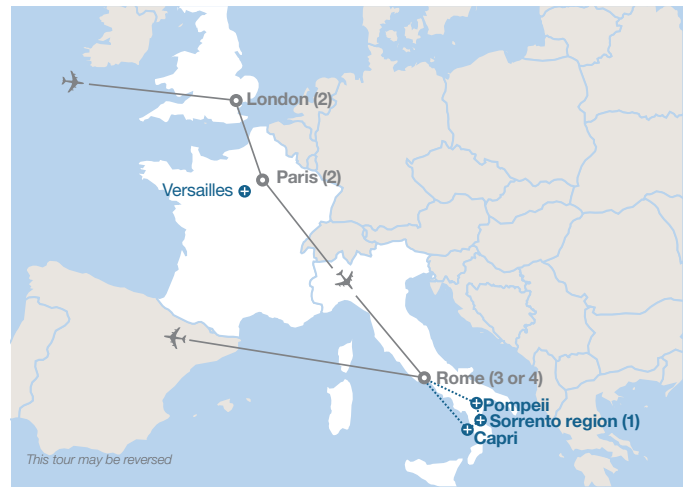 London (2)
Paris (2)
Versailles
Rome (3 or 4)
Pompeii
Sorrento region (1)
Capri
This tour may be reversed